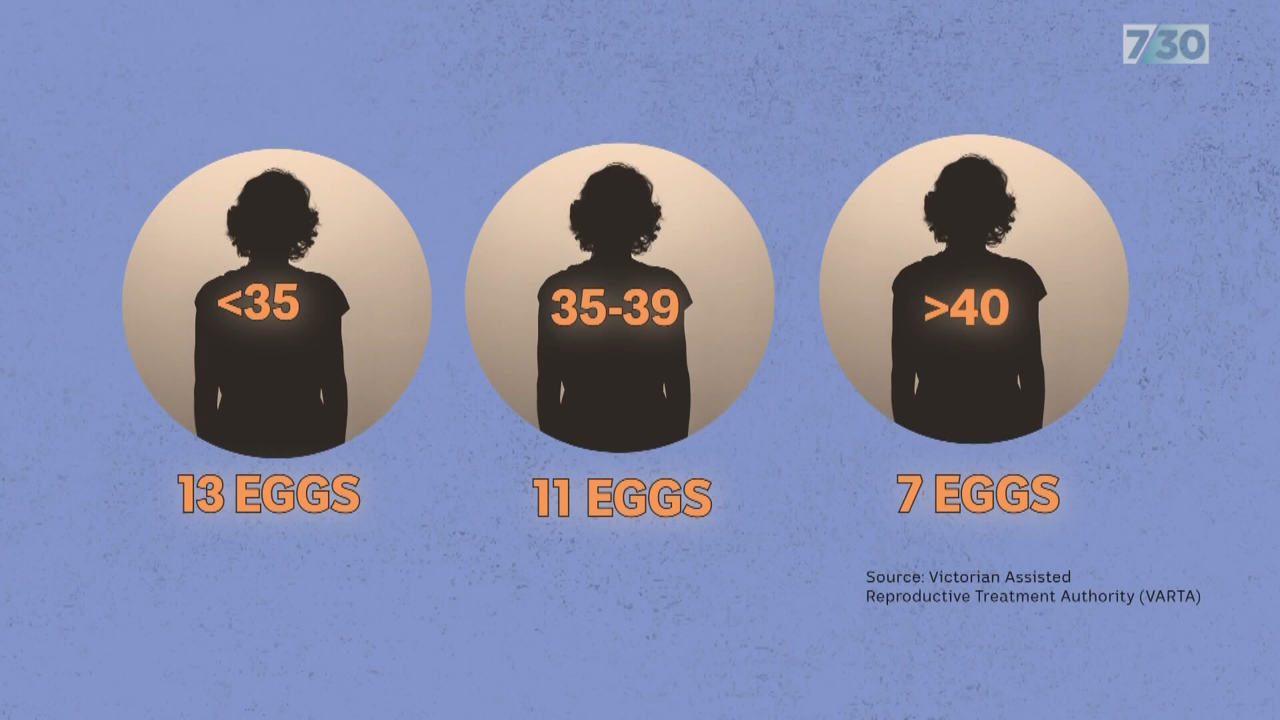 7/30
<35
35-39
>40
13 EGGS
11 EGGS
7 EGGS
Source: Victorian Assisted
Reproductive Treatment Authority (VARTA)